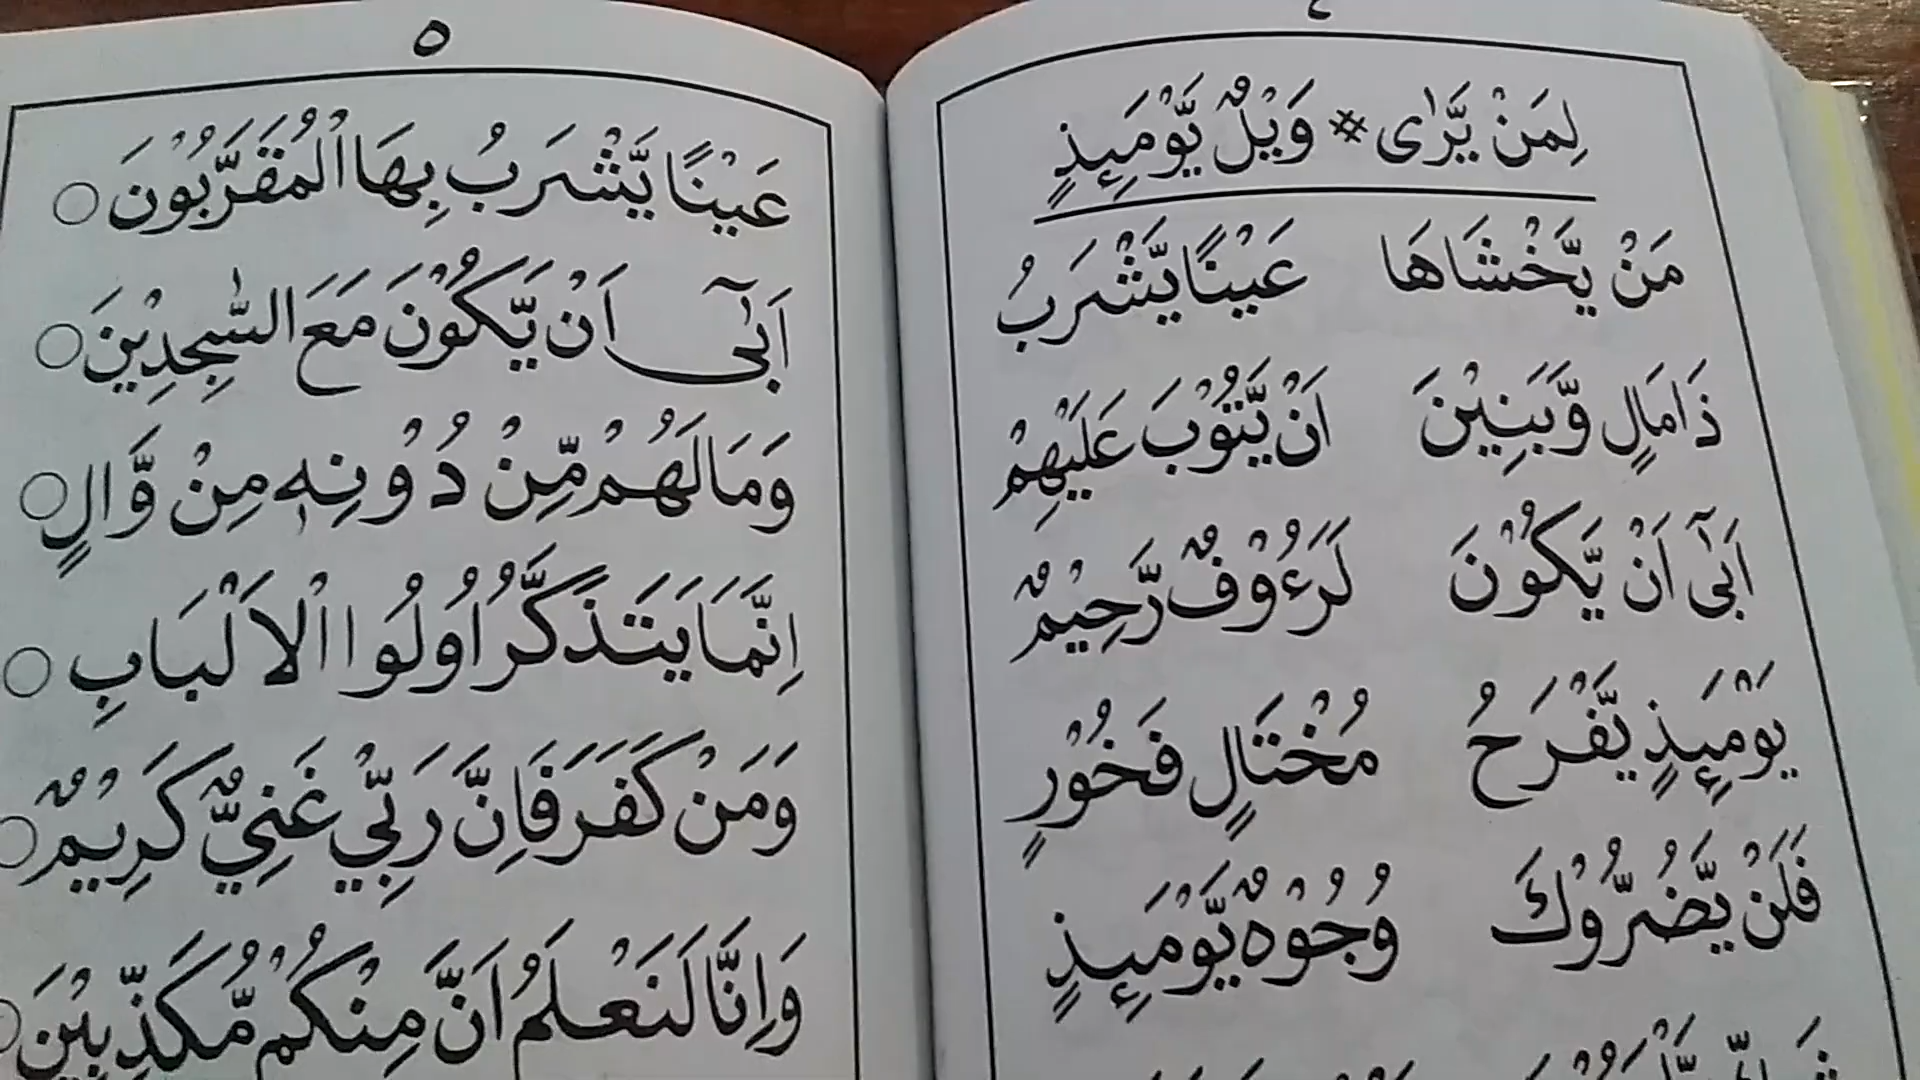 ٤
لِمَنْ يَّرٰى * وَيْلٌ يَّوْمَىِٕذٍ
مَنْ يَّخْشَاهَا عَيْنًا يَّشْرَبُ
ذَا مَالٍ وَّبَنِيْنَ اَنْ يَّتُوْبَ عَلَيْهِمْ
اَبٰٓى اَنْ يَّكُوْنَ لَرَءُوْفٌ رَّحِيْمٌ
يَوْمَىِٕذٍ يَّفْرَحُ مُخْتَالٍ فَخُوْرٍ
فَلَنْ يَّضُرُّوْكَ وُجُوْهٌ يَّوْمَىِٕذٍ
٥
عَيْنًا يَّشْرَبُ بِهَا الْمُقَرَّبُوْنَ ○
اَبٰٓى اَنْ يَّكُوْنَ مَعَ السّٰجِدِيْنَ ○
وَمَا لَهُمْ مِّنْ دُوْنِهٖ مِنْ وَّالٍ ○
اِنَّمَا يَتَذَكَّرُ اُولُوا الْاَلْبَابِ ○
وَمَنْ كَفَرَ فَاِنَّ رَبِّيْ غَنِيٌّ كَرِيْمٌ ○
وَاِنَّا لَنَعْلَمُ اَنَّ مِنْكُمْ مُّكَذِّبِيْنَ ○